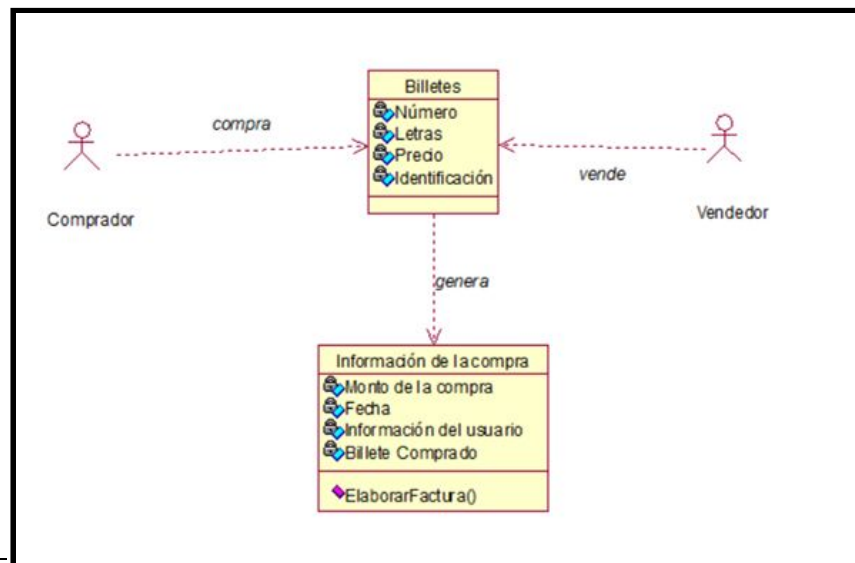 Billetes
Número
Letras
Precio
Identificación
compra
vende
Comprador
Vendedor
genera
Información de la compra
Monto de la compra
Fecha
Información del usuario
Billete Comprado
ElaborarFactura()